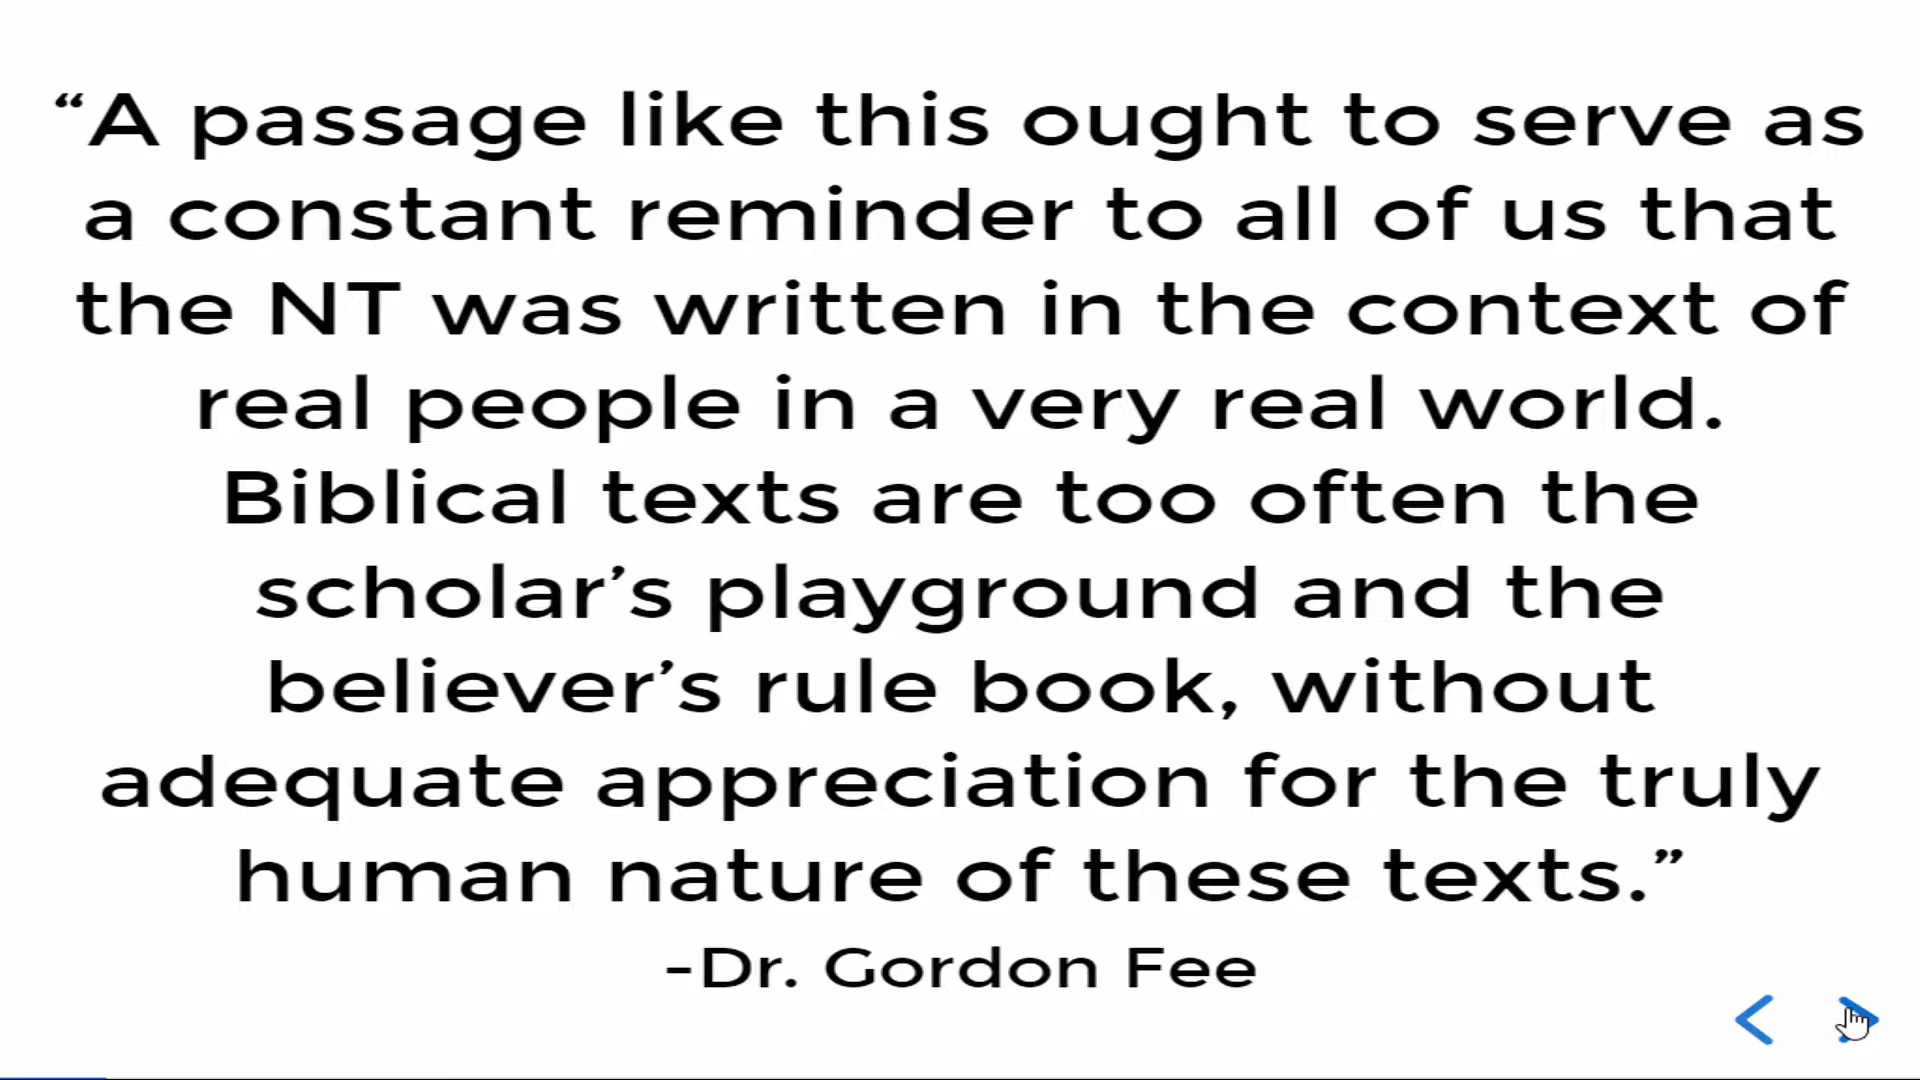 “A passage like this ought to serve as
a constant reminder to all of us that
the NT was written in the context of
real people in a very real world.
Biblical texts are too often the
scholar’s playground and the
believer’s rule book, without
adequate appreciation for the truly
human nature of these texts.”
-Dr. Gordon Fee